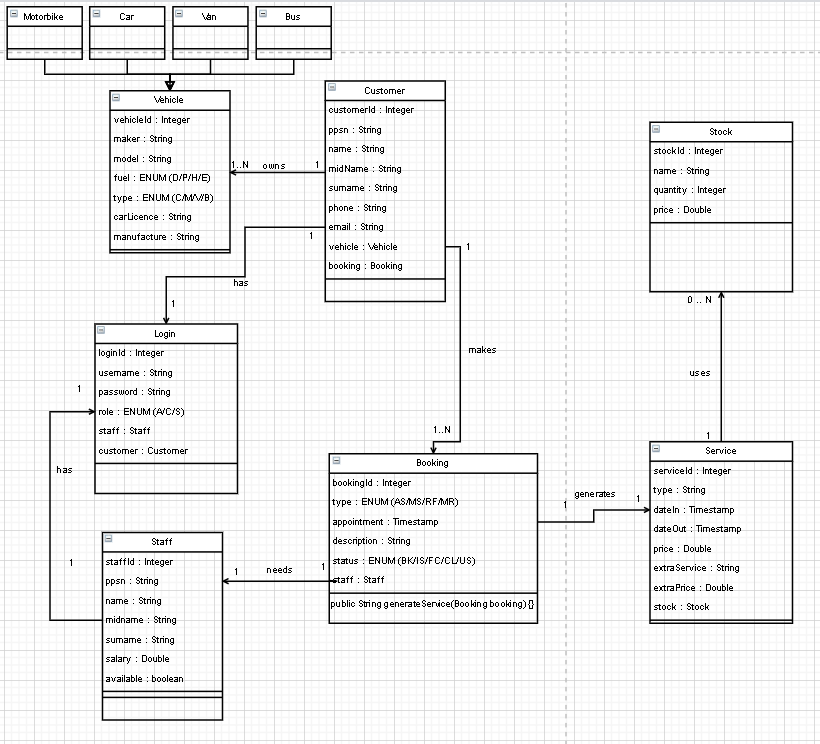 Motorbike
Car
Van
Bus
Vehicle
vehicleId : Integer
maker : String
model : String
fuel : ENUM (D/P/H/E)
type : ENUM (C/M/V/B)
carLicence : String
manufacture : String
Customer
customerId : Integer
ppsn : String
name : String
midName : String
surname : String
phone : String
email : String
vehicle : Vehicle
booking : Booking
1..N
owns
1
1
has
1
1
makes
1..N
Stock
stockId : Integer
name : String
quantity : Integer
price : Double
0 .. N
uses
1
Login
loginId : Integer
username : String
password : String
role : ENUM (A/C/S)
staff : Staff
customer : Customer
1
has
1
Booking
bookingId : Integer
type : ENUM (AS/MS/RF/MR)
appointment : Timestamp
description : String
status : ENUM (BK/IS/FC/CL/US)
staff : Staff
public String generateService(Booking booking) {}
generates
1
1
Service
serviceId : Integer
type : String
dateIn : Timestamp
dateOut : Timestamp
price : Double
extraService : String
extraPrice : Double
stock : Stock
1
needs
1
Staff
staffId : Integer
ppsn : String
name : String
midname : String
surname : String
salary : Double
available : boolean